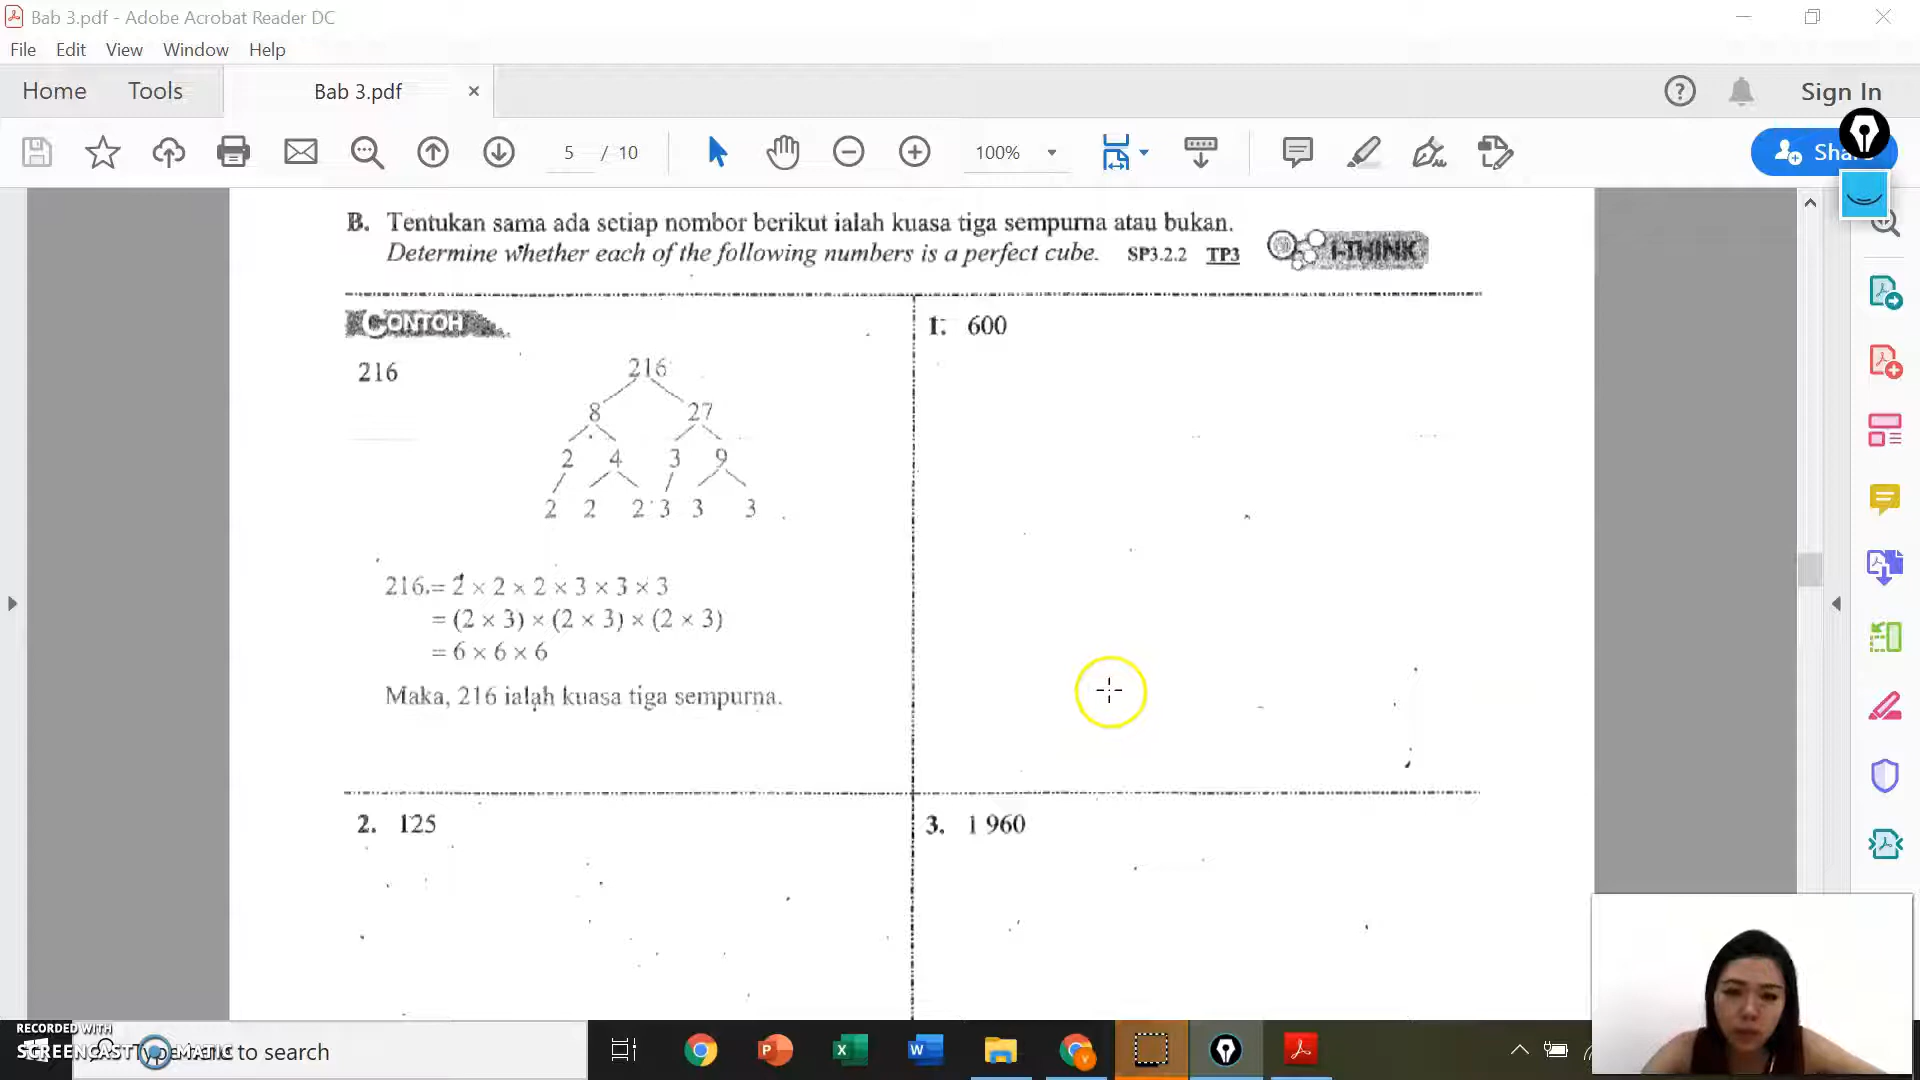 Bab 3.pdf - Adobe Acrobat Reader DC
File Edit View Window Help
Home Tools Bab 3.pdf × Sign In
5 / 10 100%
B. Tentukan sama ada setiap nombor berikut ialah kuasa tiga sempurna atau bukan.
Determine whether each of the following numbers is a perfect cube. SP3.2.2 TP3 i-THINK
CONTOH
1. 600
216
216
8 27
2 4 3 9
2 2 2 3 3 3
216 = 2 × 2 × 2 × 3 × 3 × 3
= (2 × 3) × (2 × 3) × (2 × 3)
= 6 × 6 × 6
Maka, 216 ialah kuasa tiga sempurna.
2. 125
3. 1 960
RECORDED WITH
SCREENCAST MATIC
to search